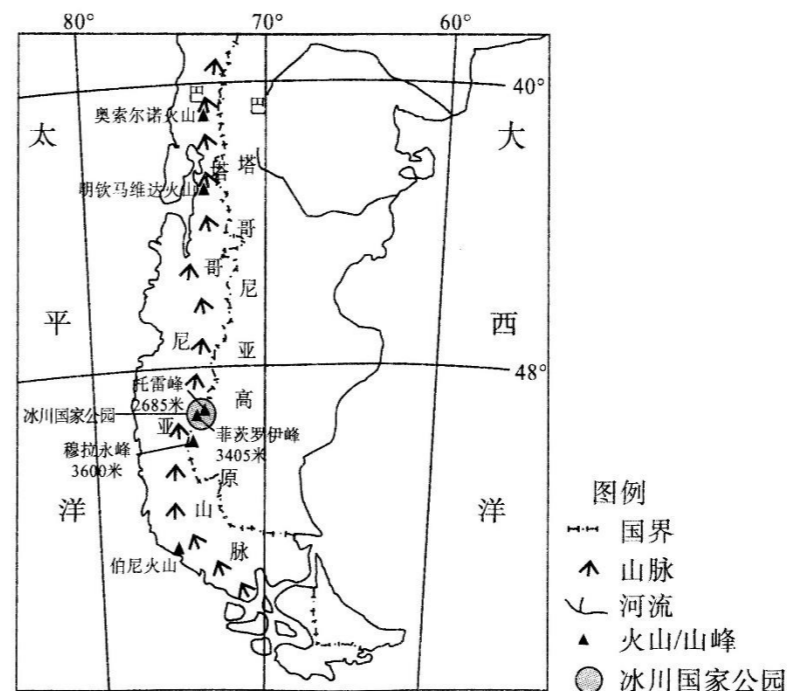 80°
70°
60°
40°
巴
巴
奥索尔诺火山
太
大
塔
塔
明钦马维达火山
哥
哥
尼
平
西
尼
亚
48°
托雷峰
2685米
高
冰川国家公园
亚
菲茨罗伊峰
3405米
穆拉永峰
3600米
原
洋
山
洋
脉
伯尼火山
图例
国界
山脉
河流
火山/山峰
冰川国家公园